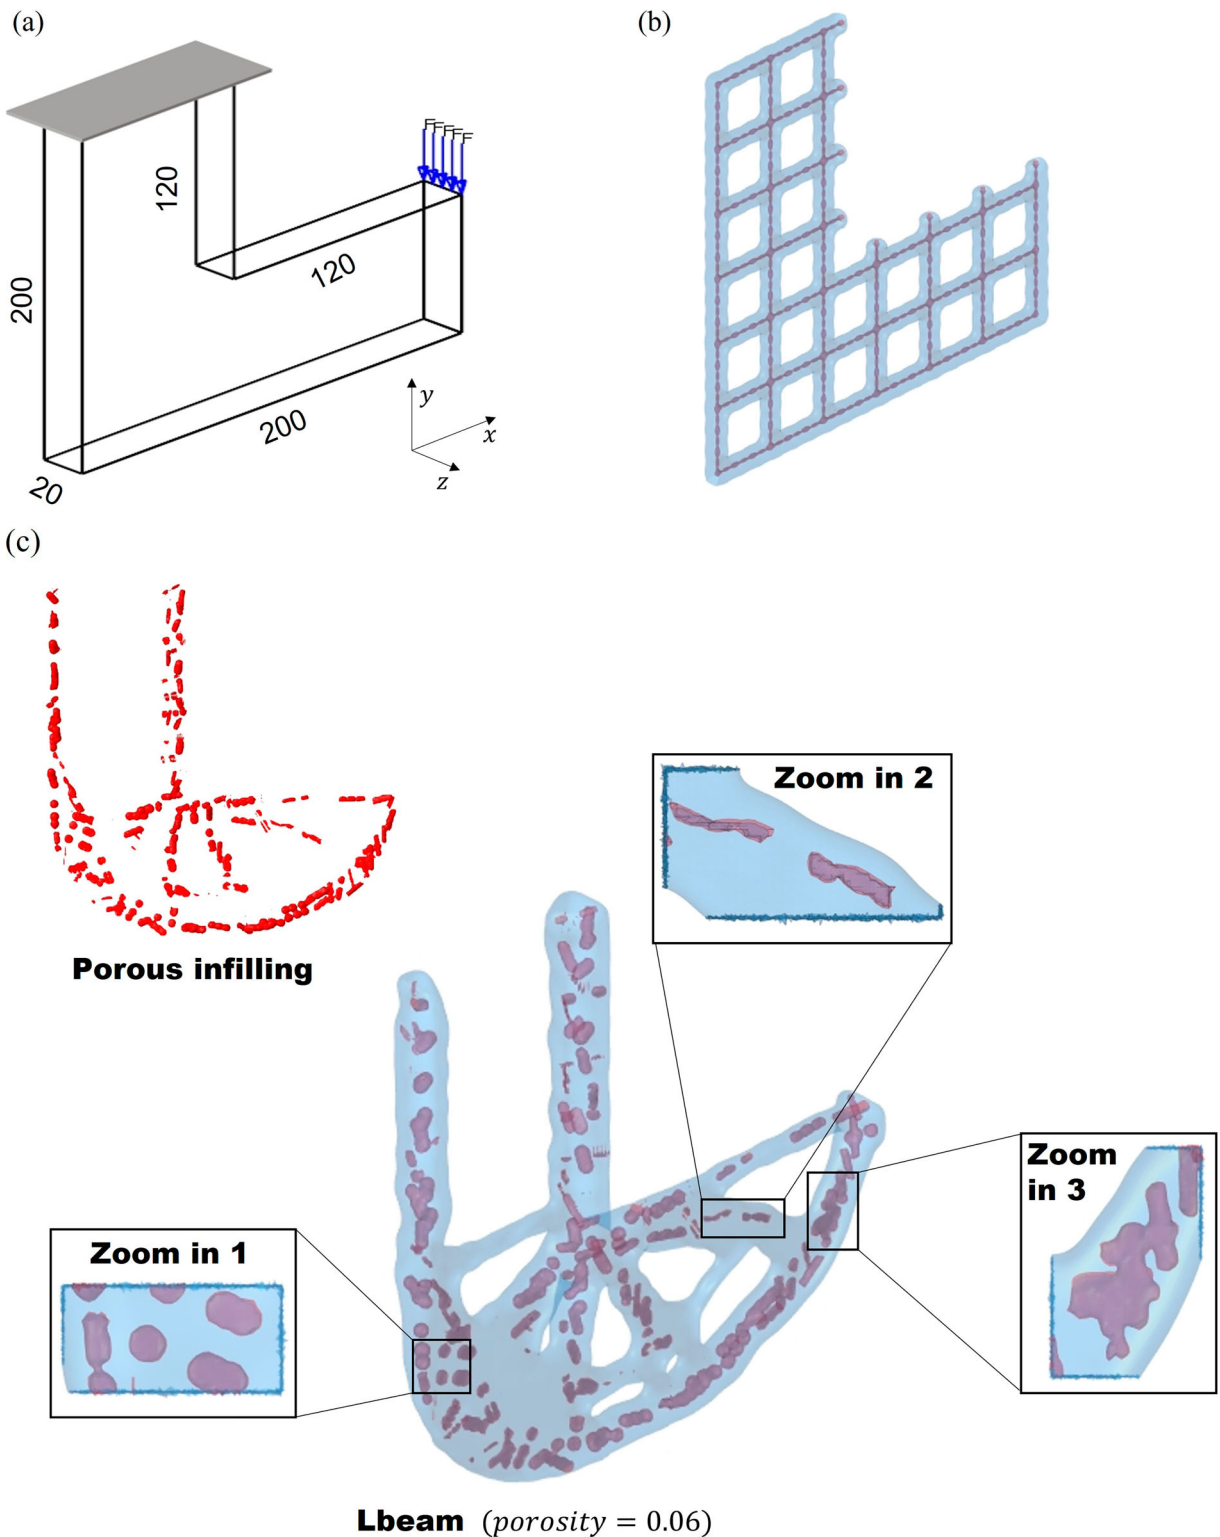 (a)
(b)
FFFFF
120
120
200
200
20
y
x
z
(c)
Zoom in 2
Porous infilling
Zoom
in 3
Zoom in 1
Lbeam (porosity = 0.06)